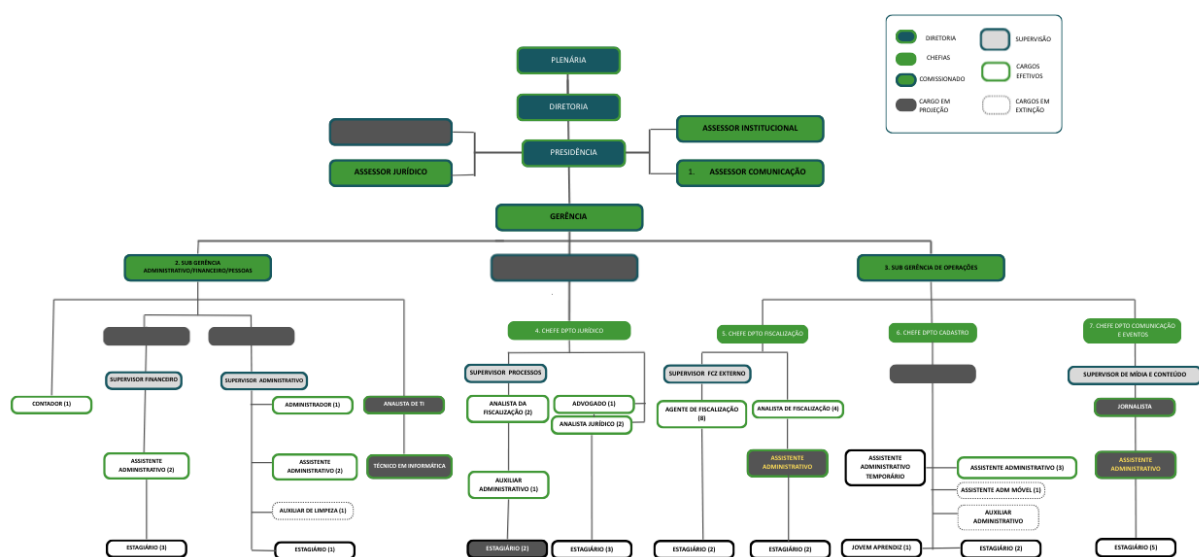 PLENÁRIA
DIRETORIA
PRESIDÊNCIA
ASSESSOR JURÍDICO
ASSESSOR INSTITUCIONAL
1. ASSESSOR COMUNICAÇÃO
DIRETORIA
CHEFIAS
COMISSIONADO
CARGO EM
PROJEÇÃO
SUPERVISÃO
CARGOS
EFETIVOS
CARGOS EM
EXTINÇÃO
GERÊNCIA
2. SUB GERÊNCIA
ADMINISTRATIVO/FINANCEIRO/PESSOAS
3. SUB GERÊNCIA DE OPERAÇÕES
4. CHEFE DPTO JURÍDICO
5. CHEFE DPTO FISCALIZAÇÃO
6. CHEFE DPTO CADASTRO
7. CHEFE DPTO COMUNICAÇÃO
E EVENTOS
SUPERVISOR FINANCEIRO
SUPERVISOR ADMINISTRATIVO
SUPERVISOR PROCESSOS
SUPERVISOR FCZ EXTERNO
SUPERVISOR DE MÍDIA E CONTEÚDO
CONTADOR (1)
ADMINISTRADOR (1)
ANALISTA DE TI
ANALISTA DA
FISCALIZAÇÃO (2)
ADVOGADO (1)
ANALISTA JURÍDICO (2)
AGENTE DE FISCALIZAÇÃO
(8)
ANALISTA DE FISCALIZAÇÃO (4)
JORNALISTA
ASSISTENTE
ADMINISTRATIVO (2)
ASSISTENTE
ADMINISTRATIVO (2)
TÉCNICO EM INFORMÁTICA
AUXILIAR
ADMINISTRATIVO (1)
ASSISTENTE
ADMINISTRATIVO
ASSISTENTE
ADMINISTRATIVO
TEMPORÁRIO
ASSISTENTE ADMINISTRATIVO (3)
ASSISTENTE ADM MÓVEL (1)
AUXILIAR
ADMINISTRATIVO
ASSISTENTE
ADMINISTRATIVO
AUXILIAR DE LIMPEZA (1)
ESTAGIÁRIO (3)
ESTAGIÁRIO (1)
ESTAGIÁRIO (2)
ESTAGIÁRIO (3)
ESTAGIÁRIO (2)
ESTAGIÁRIO (2)
JOVEM APRENDIZ (1)
ESTAGIÁRIO (2)
ESTAGIÁRIO (5)